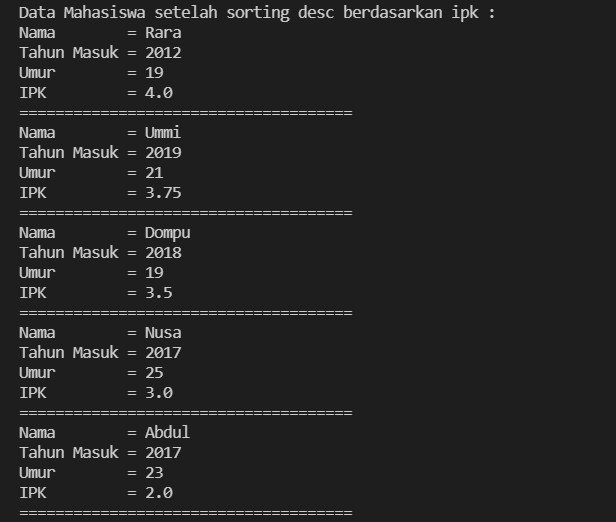 Data Mahasiswa setelah sorting desc berdasarkan ipk :
Nama        = Rara
Tahun Masuk = 2012
Umur        = 19
IPK         = 4.0
=====================================
Nama        = Ummi
Tahun Masuk = 2019
Umur        = 21
IPK         = 3.75
=====================================
Nama        = Dompu
Tahun Masuk = 2018
Umur        = 19
IPK         = 3.5
=====================================
Nama        = Nusa
Tahun Masuk = 2017
Umur        = 25
IPK         = 3.0
=====================================
Nama        = Abdul
Tahun Masuk = 2017
Umur        = 23
IPK         = 2.0
=====================================